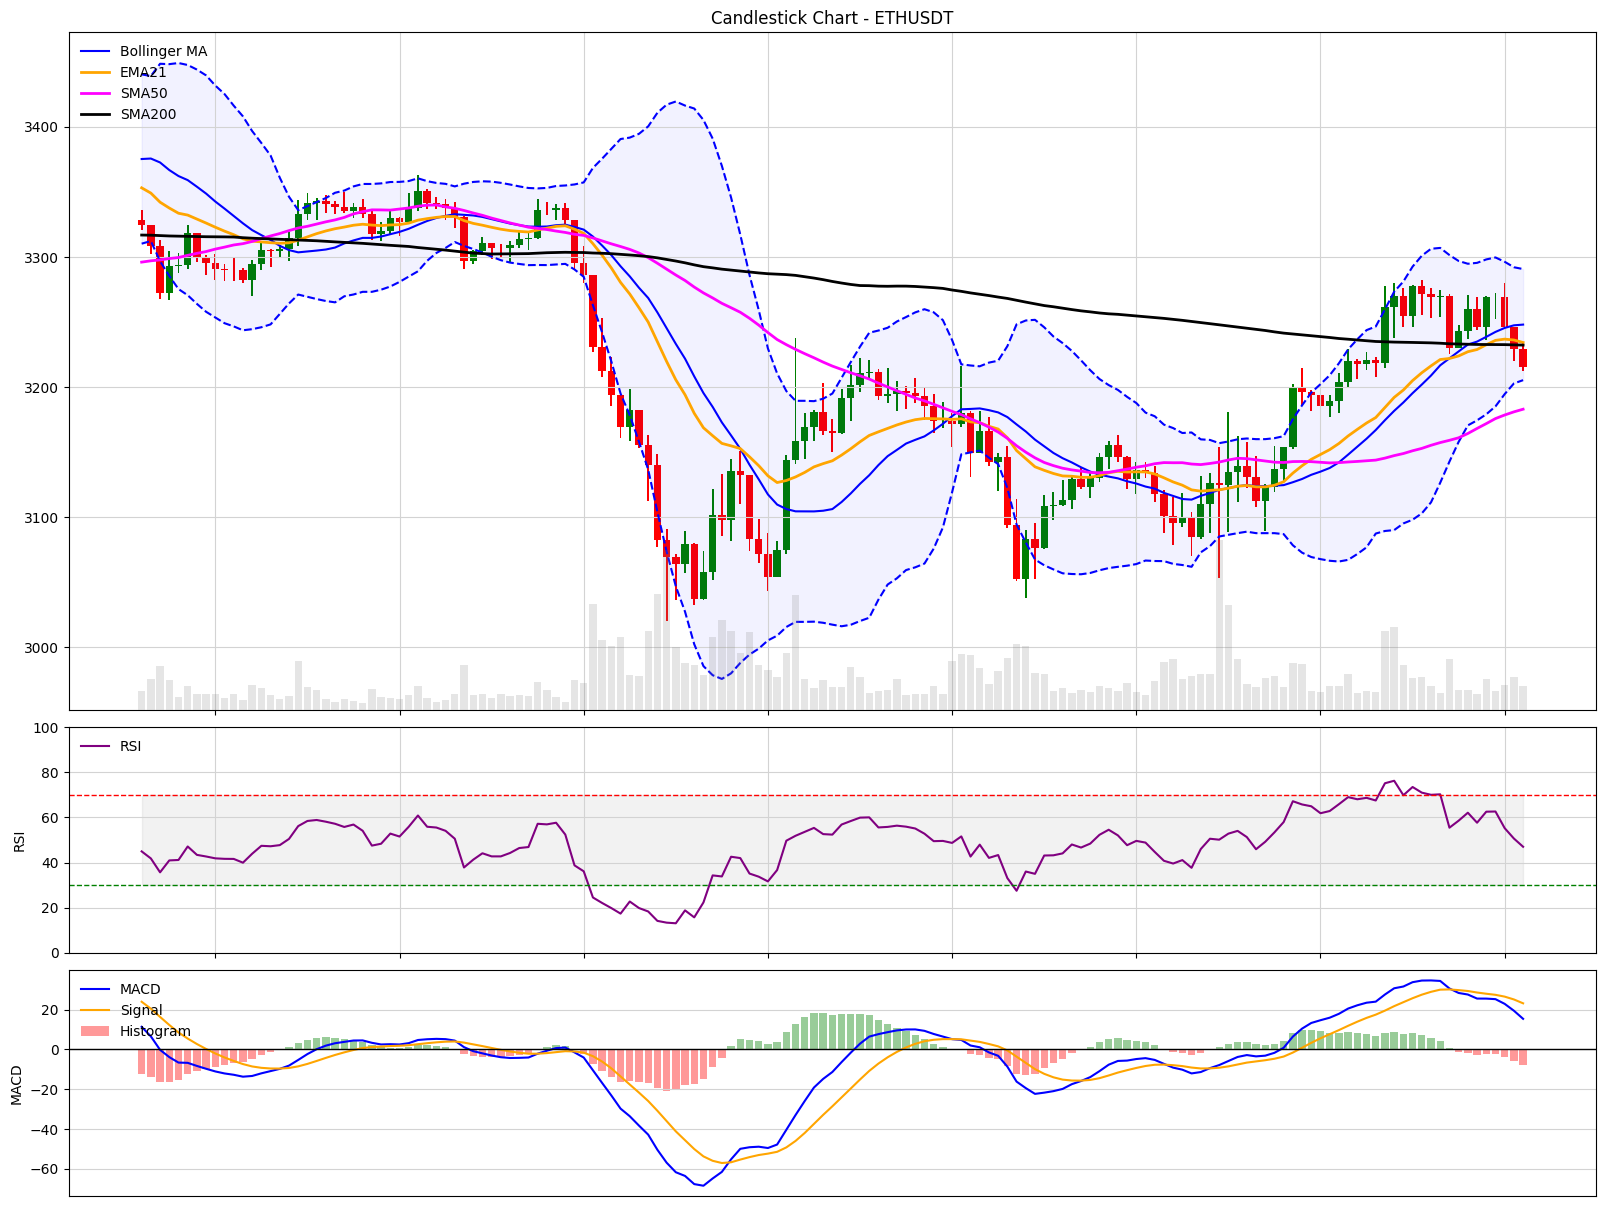 Candlestick Chart - ETHUSDT
Bollinger MA
EMA21
SMA50
SMA200
3400
3300
3200
3100
3000
RSI
100
80
60
40
20
0
RSI
MACD
Signal
Histogram
20
0
−20
−40
−60
MACD